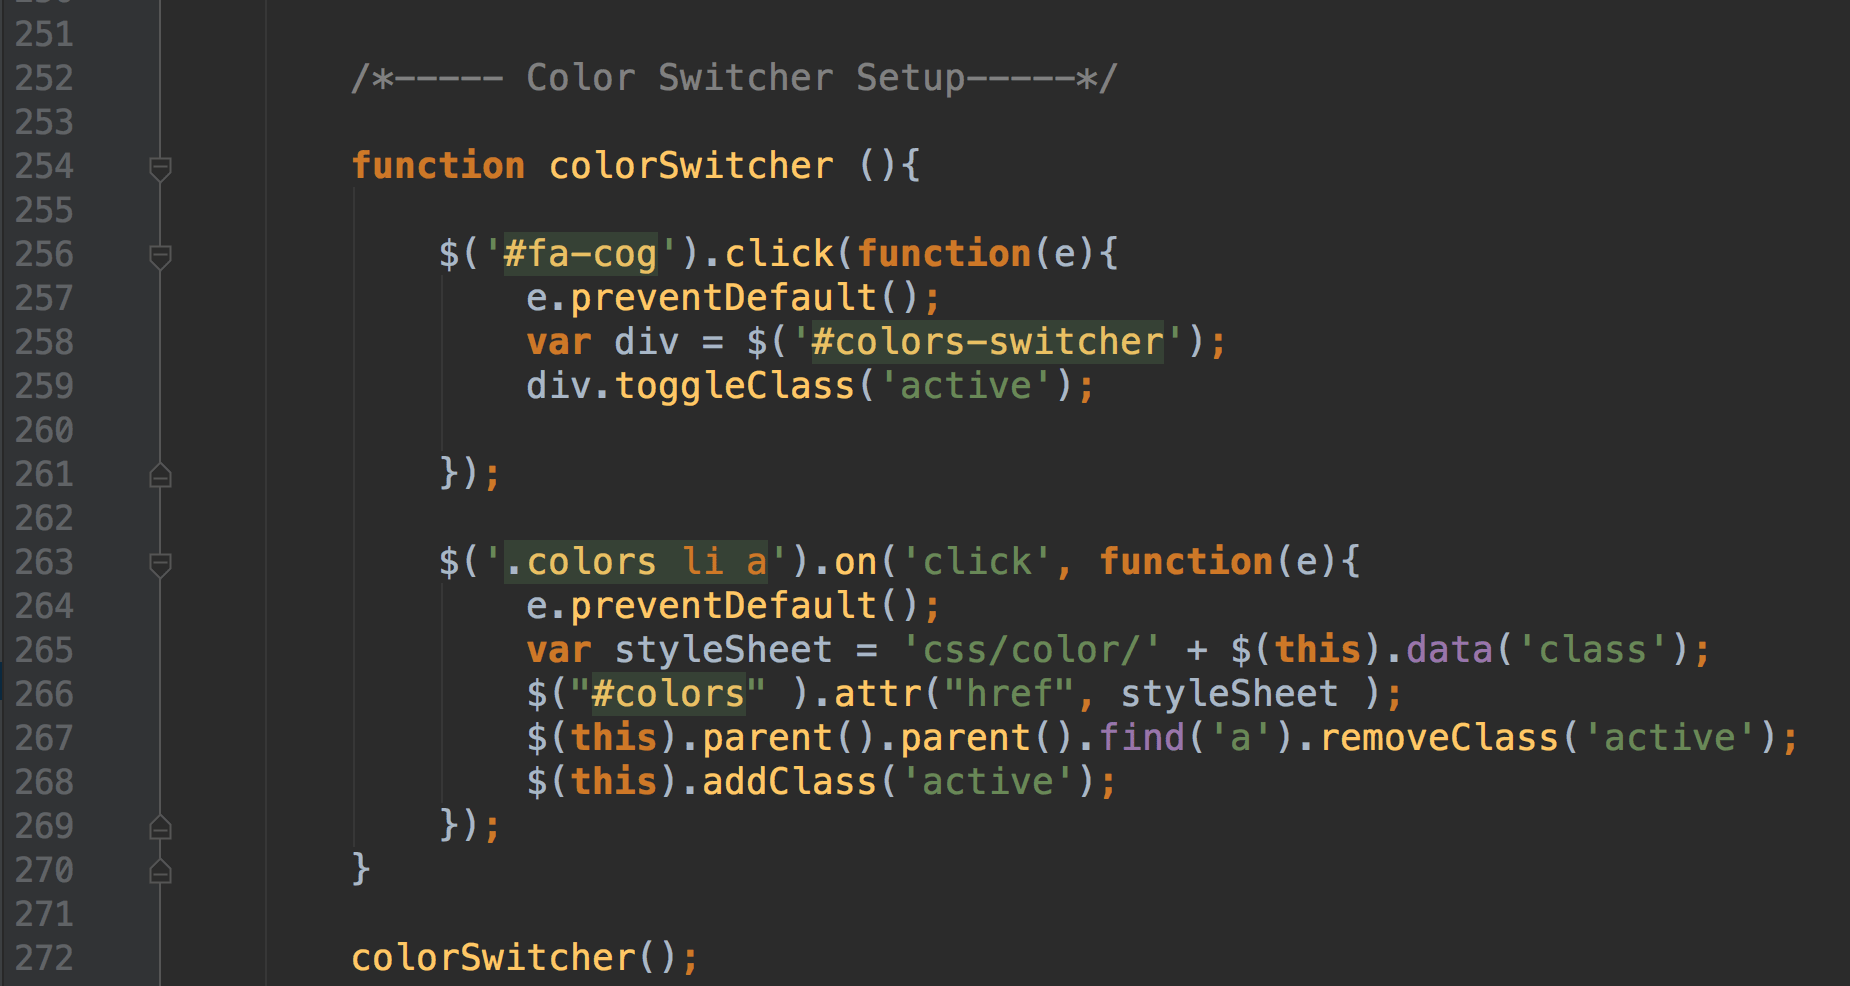 251
252 /*----- Color Switcher Setup-----*/
253
254 function colorSwitcher (){
255
256 $('#fa-cog').click(function(e){
257 e.preventDefault();
258 var div = $('#colors-switcher');
259 div.toggleClass('active');
260
261 });
262
263 $('.colors li a').on('click', function(e){
264 e.preventDefault();
265 var styleSheet = 'css/color/' + $(this).data('class');
266 $("#colors" ).attr("href", styleSheet );
267 $(this).parent().parent().find('a').removeClass('active');
268 $(this).addClass('active');
269 });
270 }
271
272 colorSwitcher();